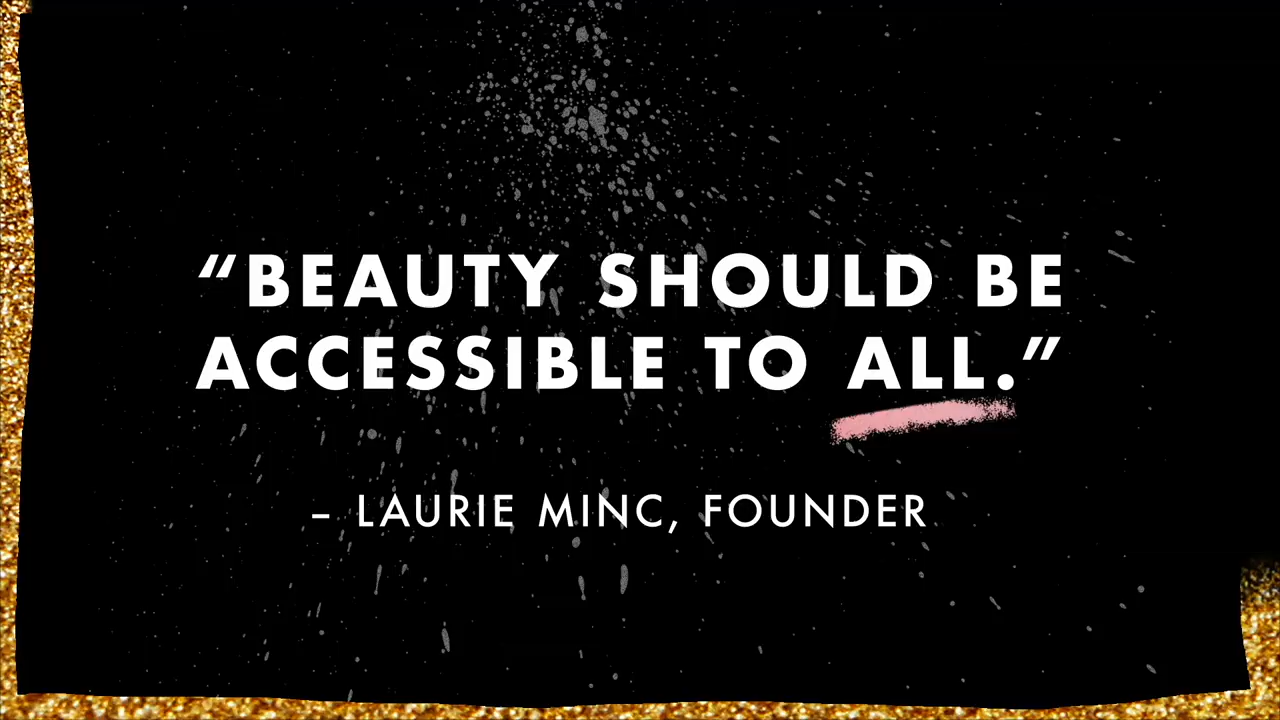 “BEAUTY SHOULD BE
ACCESSIBLE TO ALL.”
– LAURIE MINC, FOUNDER